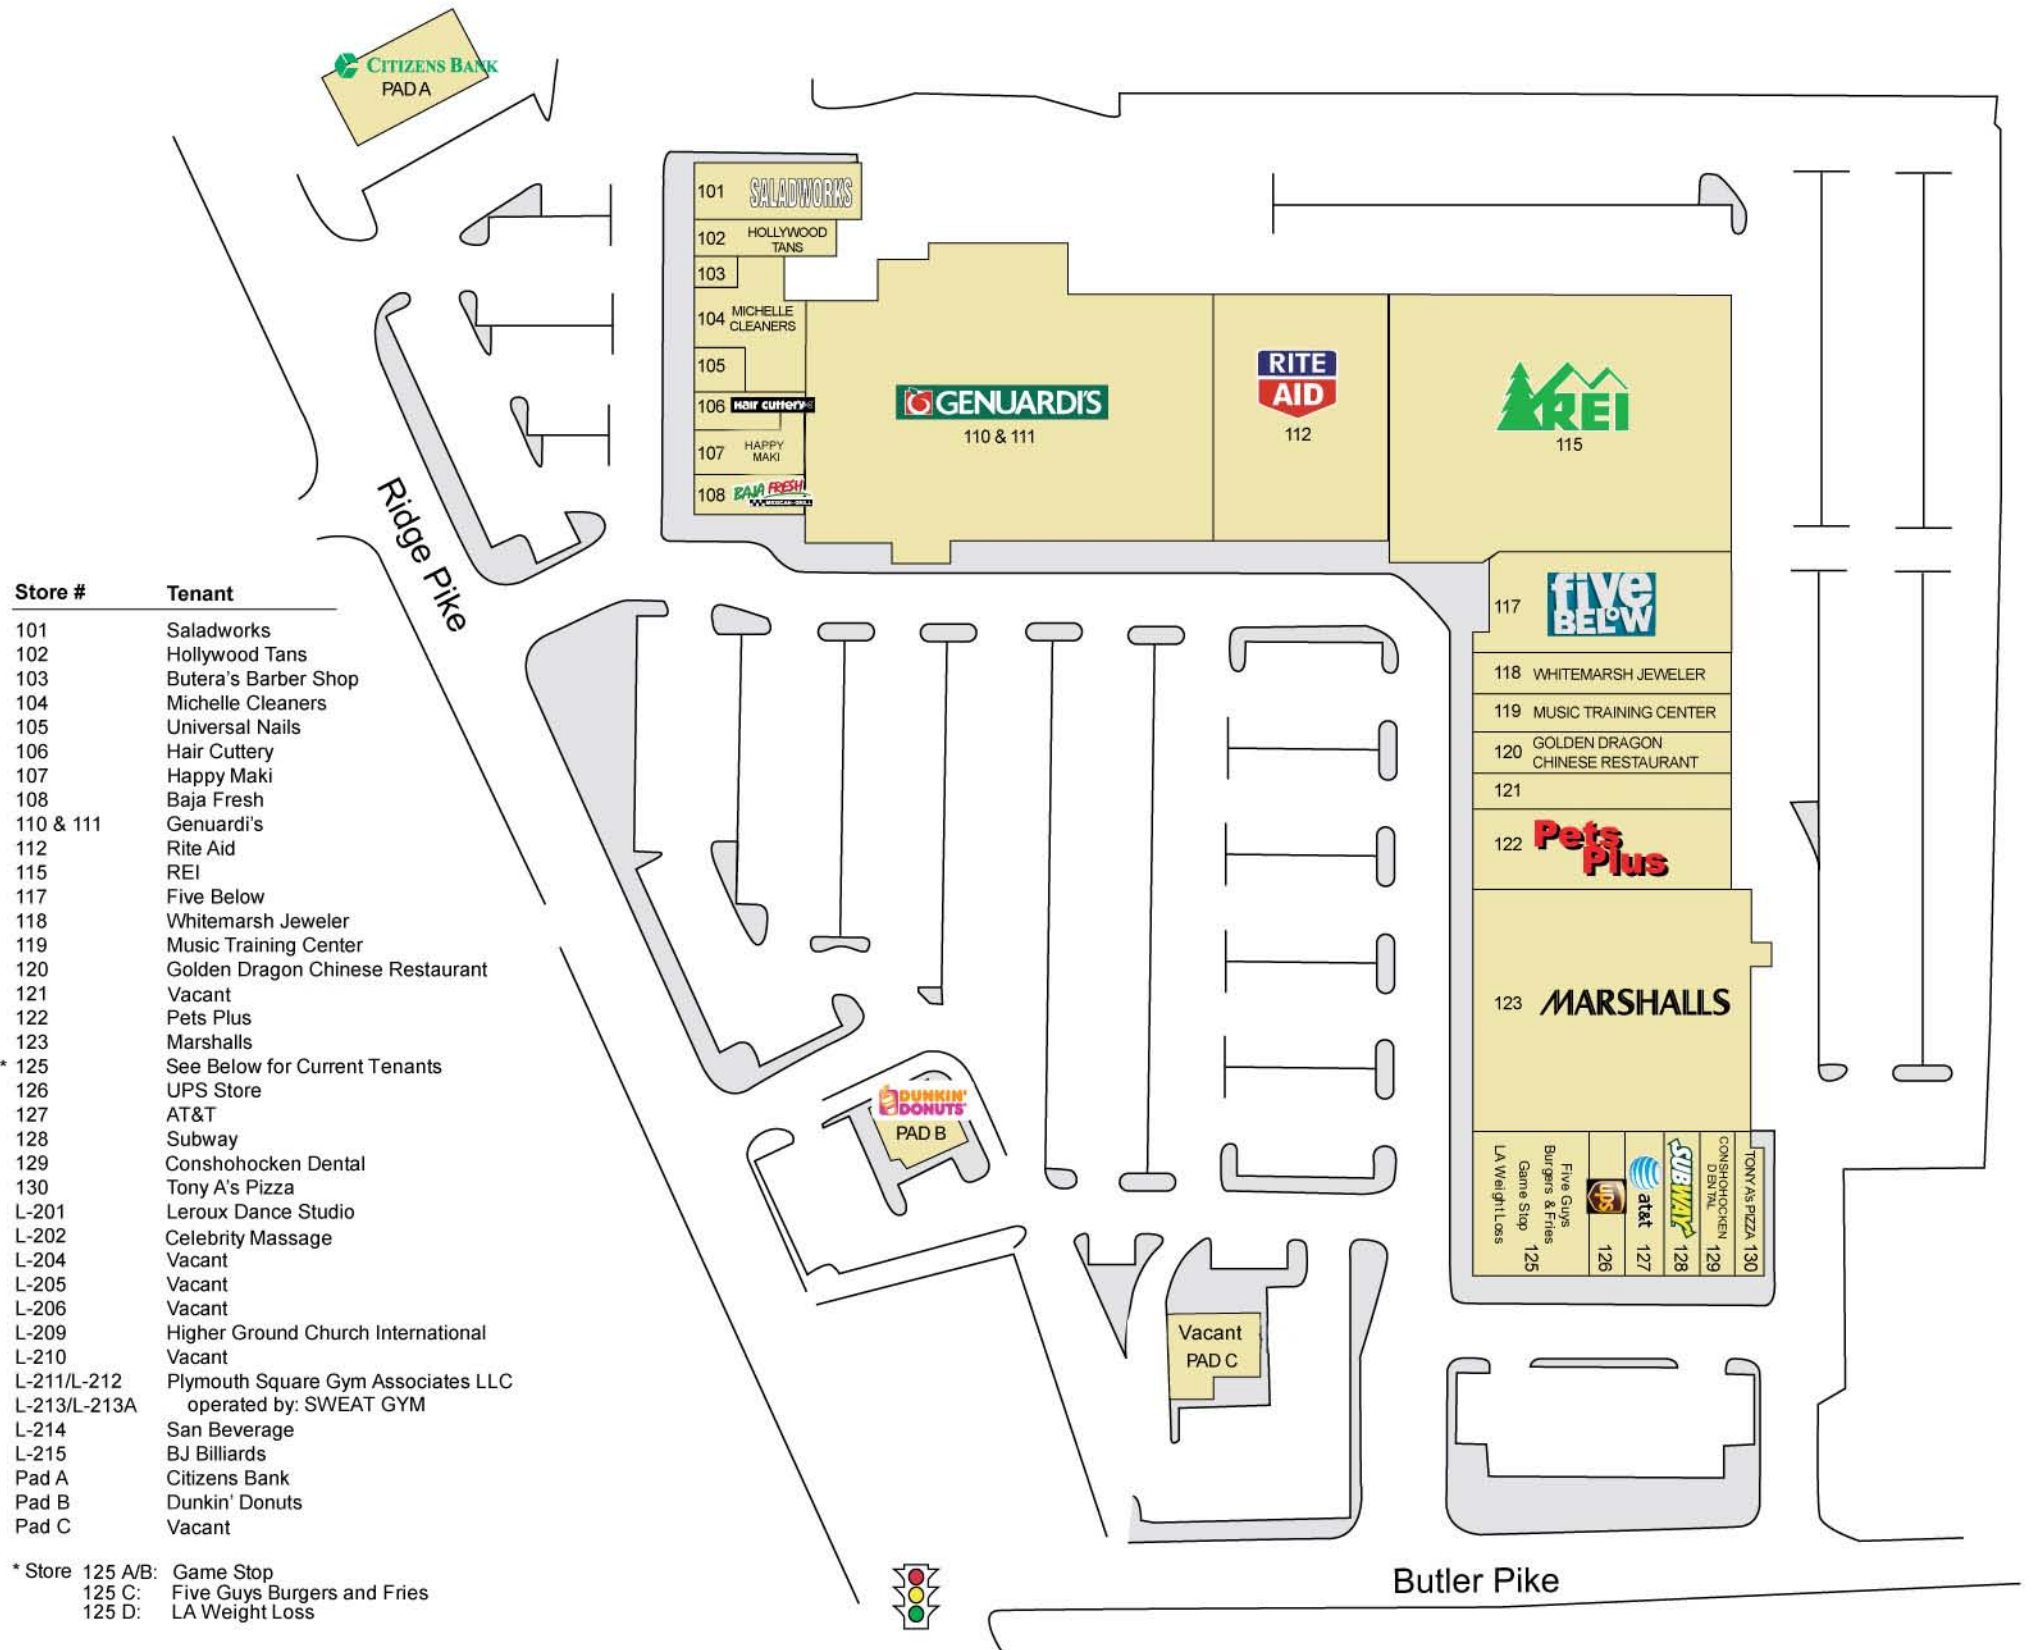 CITIZENS BANK
PAD A
101 SALADWORKS
102 HOLLYWOOD
TANS
103
104 MICHELLE
CLEANERS
105
106 Hair Cuttery
107 HAPPY
MAKI
108 BAJA FRESH
MEXICAN GRILL
GENUARDI'S
110 & 111
RITE
AID
112
REI
115
117 five
BELOW
118 WHITEMARSH JEWELER
119 MUSIC TRAINING CENTER
120 GOLDEN DRAGON
CHINESE RESTAURANT
121
122 Pets
Plus
123 MARSHALLS
LA Weight Loss
Game Stop 125
Burgers & Fries
Five Guys
ups 126
at&t 127
SUBWAY 128
CONSHOHOCKEN
DENTAL 129
TONY A's PIZZA 130
DUNKIN'
DONUTS
PAD B
Vacant
PAD C
Ridge Pike
Butler Pike
Store # Tenant
101 Saladworks
102 Hollywood Tans
103 Butera's Barber Shop
104 Michelle Cleaners
105 Universal Nails
106 Hair Cuttery
107 Happy Maki
108 Baja Fresh
110 & 111 Genuardi's
112 Rite Aid
115 REI
117 Five Below
118 Whitemarsh Jeweler
119 Music Training Center
120 Golden Dragon Chinese Restaurant
121 Vacant
122 Pets Plus
123 Marshalls
* 125 See Below for Current Tenants
126 UPS Store
127 AT&T
128 Subway
129 Conshohocken Dental
130 Tony A's Pizza
L-201 Leroux Dance Studio
L-202 Celebrity Massage
L-204 Vacant
L-205 Vacant
L-206 Vacant
L-209 Higher Ground Church International
L-210 Vacant
L-211/L-212 Plymouth Square Gym Associates LLC
L-213/L-213A operated by: SWEAT GYM
L-214 San Beverage
L-215 BJ Billiards
Pad A Citizens Bank
Pad B Dunkin' Donuts
Pad C Vacant
* Store 125 A/B: Game Stop
125 C: Five Guys Burgers and Fries
125 D: LA Weight Loss